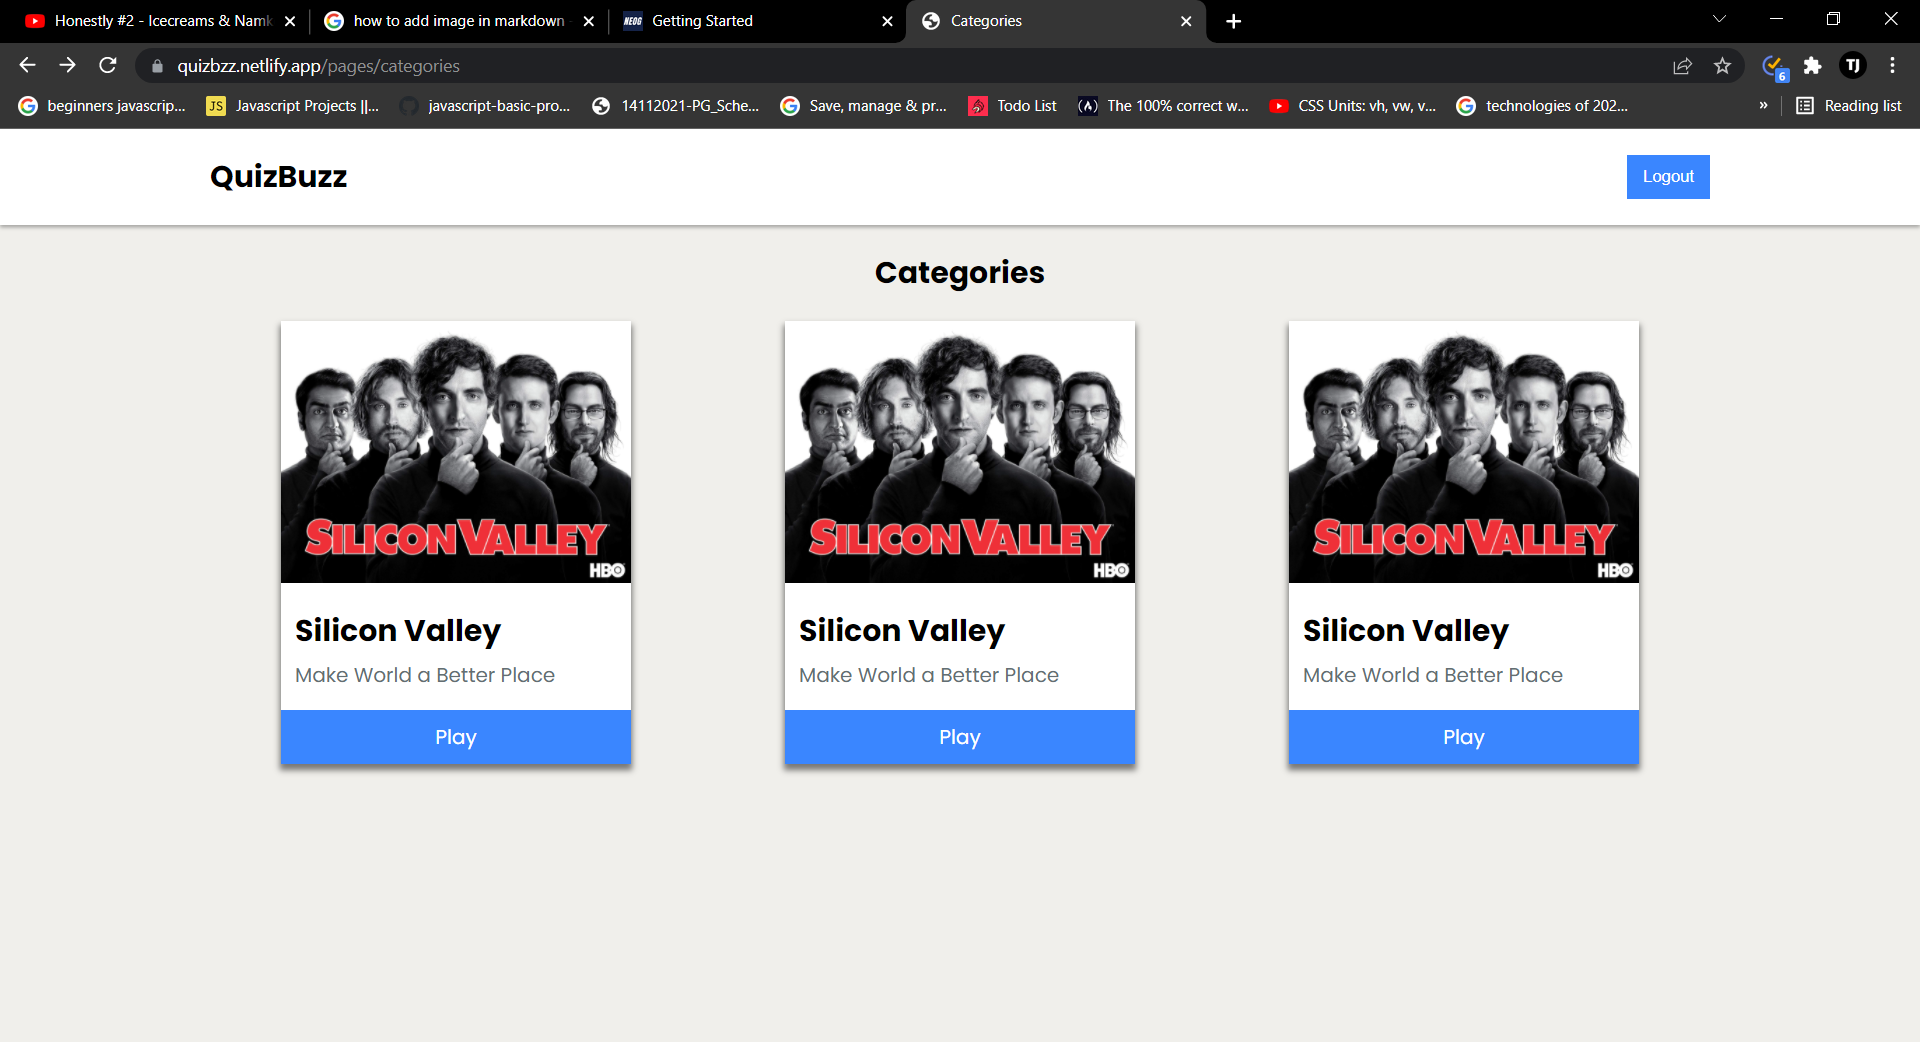 Honestly #2 - Icecreams & Namk
how to add image in markdown
Getting Started
Categories
quizbzz.netlify.app/pages/categories
6
TJ
beginners javascrip...
JS Javascript Projects ||...
javascript-basic-pro...
14112021-PG_Sche...
Save, manage & pr...
Todo List
The 100% correct w...
CSS Units: vh, vw, v...
technologies of 202...
»
Reading list
QuizBuzz
Logout
Categories
SILICON VALLEY
HBO
Silicon Valley
Make World a Better Place
Play
SILICON VALLEY
HBO
Silicon Valley
Make World a Better Place
Play
SILICON VALLEY
HBO
Silicon Valley
Make World a Better Place
Play